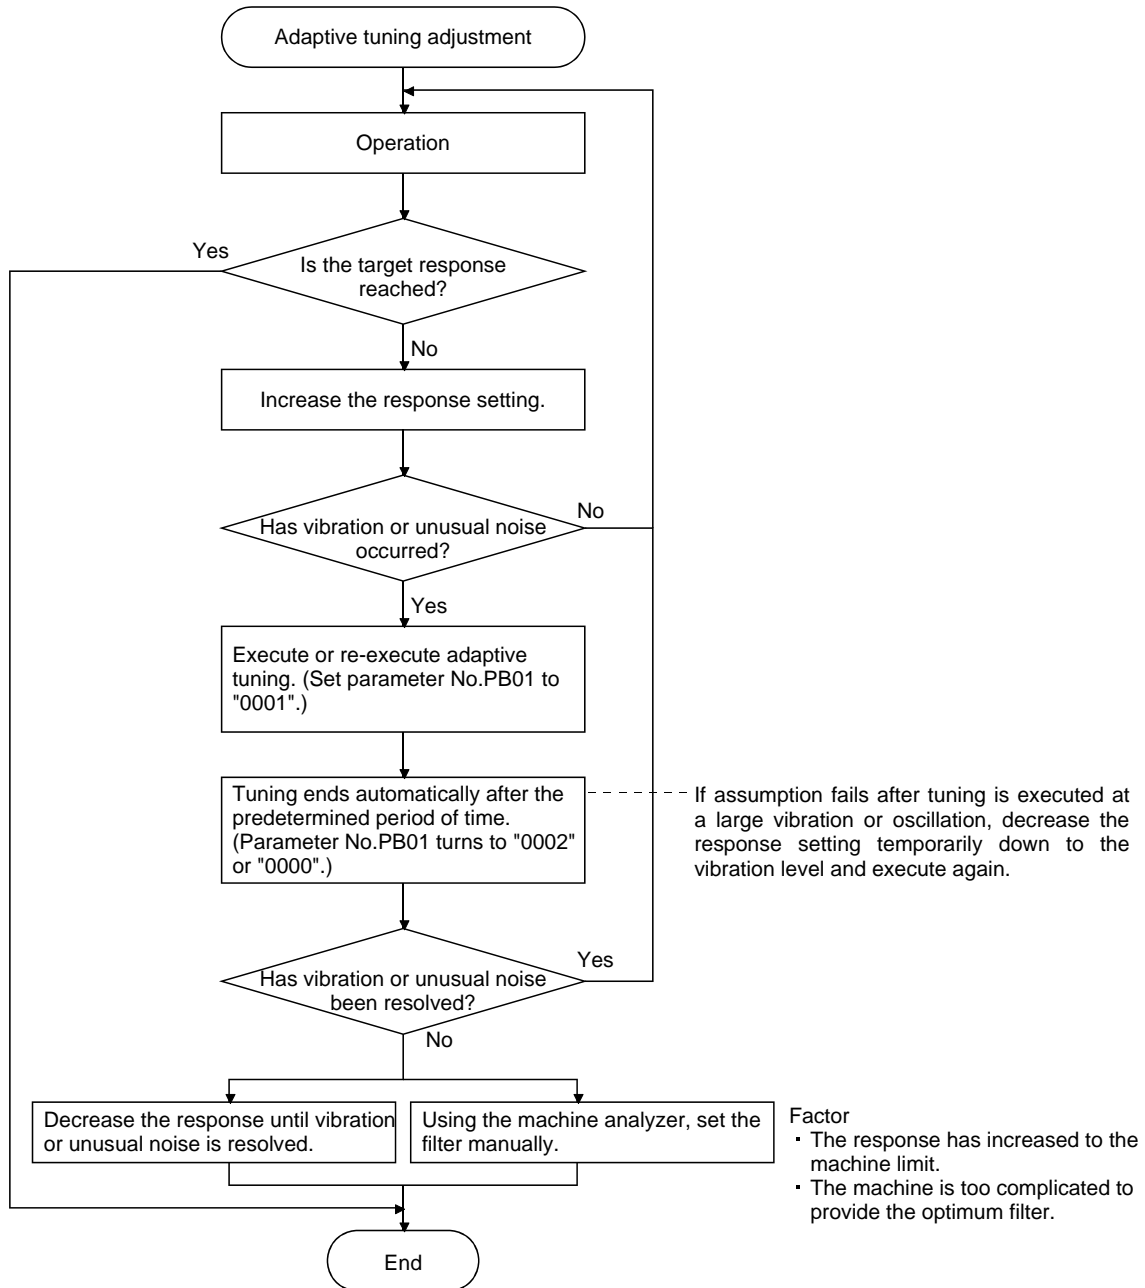 Adaptive tuning adjustment
Operation
Yes
Is the target response
reached?
No
Increase the response setting.
No
Has vibration or unusual noise
occurred?
Yes
Execute or re-execute adaptive
tuning. (Set parameter No.PB01 to
"0001".)
Tuning ends automatically after the
predetermined period of time.
(Parameter No.PB01 turns to "0002"
or "0000".)
If assumption fails after tuning is executed at
a large vibration or oscillation, decrease the
response setting temporarily down to the
vibration level and execute again.
Yes
Has vibration or unusual noise
been resolved?
No
Decrease the response until vibration
or unusual noise is resolved.
Using the machine analyzer, set the
filter manually.
Factor
・The response has increased to the
machine limit.
・The machine is too complicated to
provide the optimum filter.
End